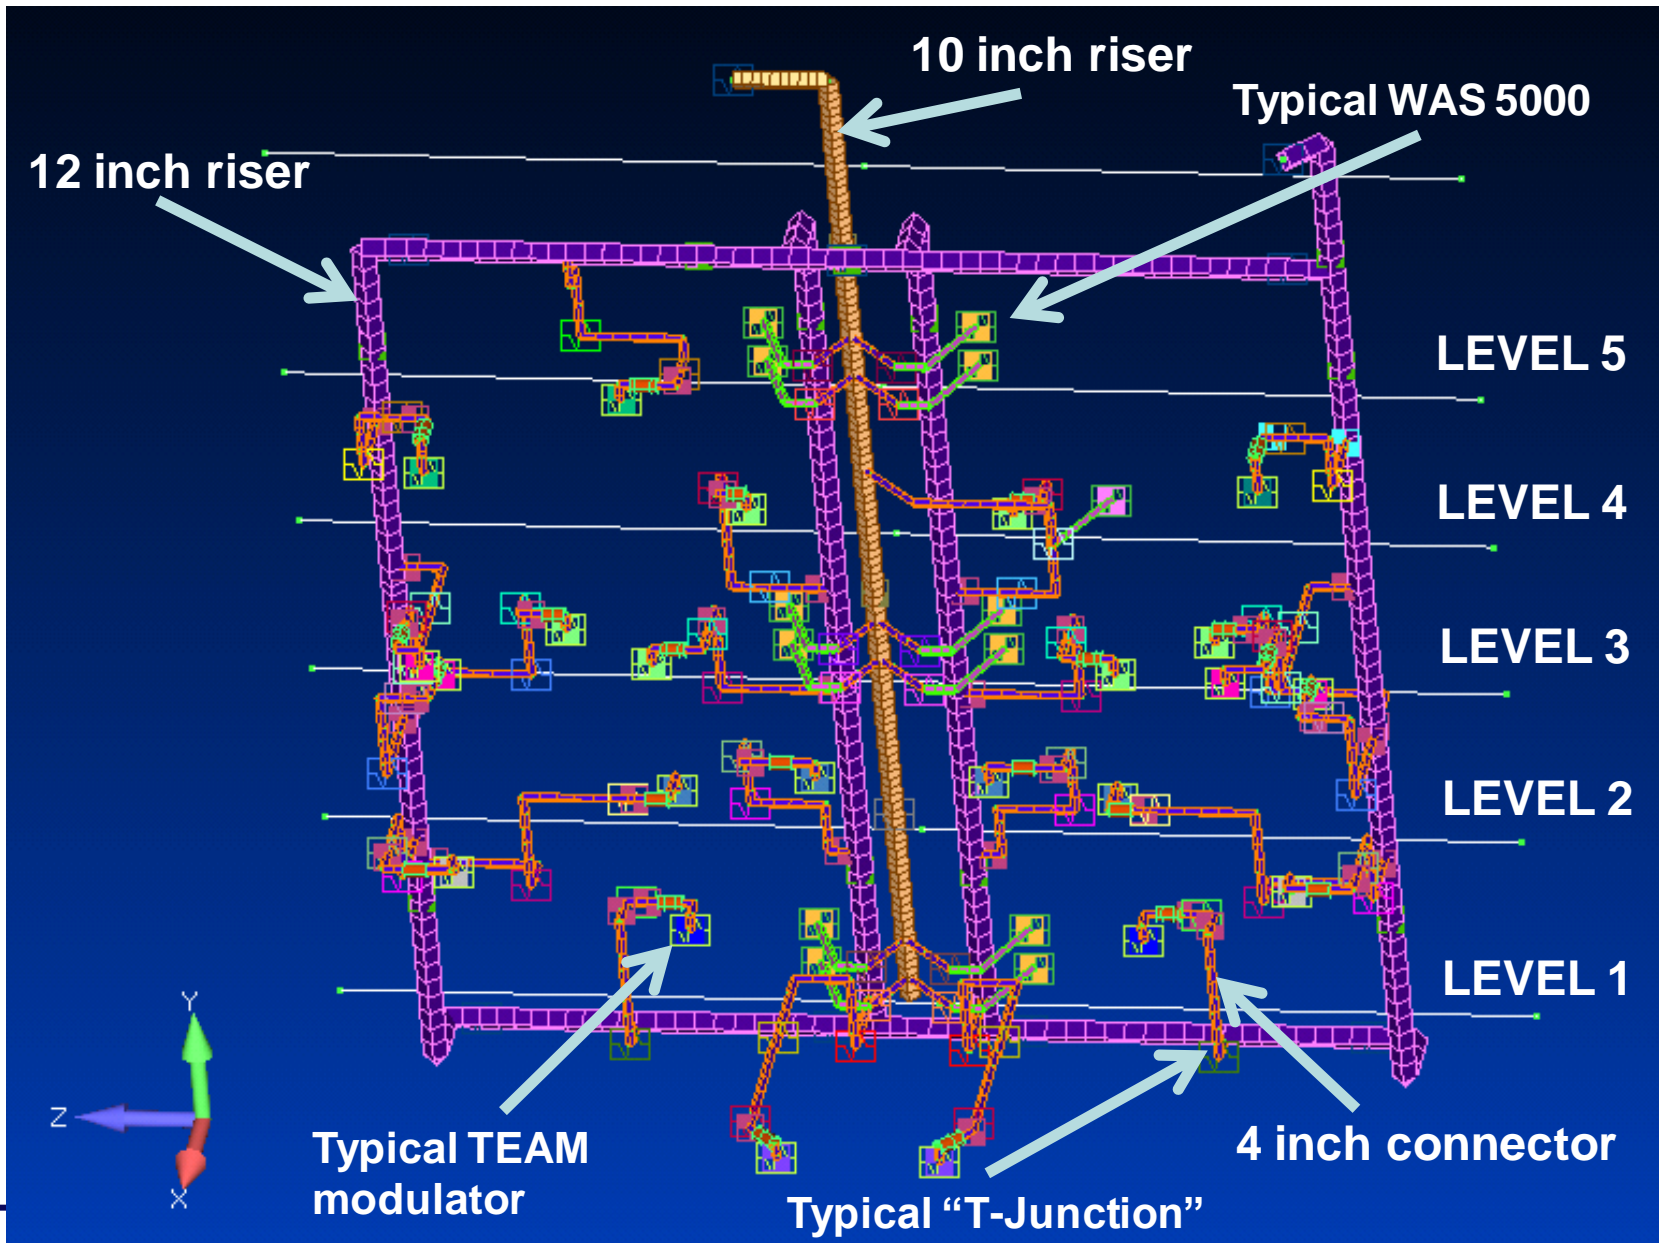 10 inch riser
Typical WAS 5000
12 inch riser
LEVEL 5
LEVEL 4
LEVEL 3
LEVEL 2
LEVEL 1
Y
Z
X
Typical TEAM
modulator
4 inch connector
Typical “T-Junction”